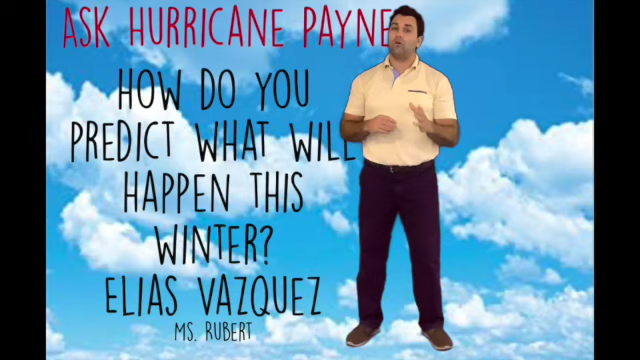 ASK HURRICANE PAYNE
HOW DO YOU
PREDICT WHAT WILL
HAPPEN THIS
WINTER?
ELIAS VAZQUEZ
MS. RUBERT